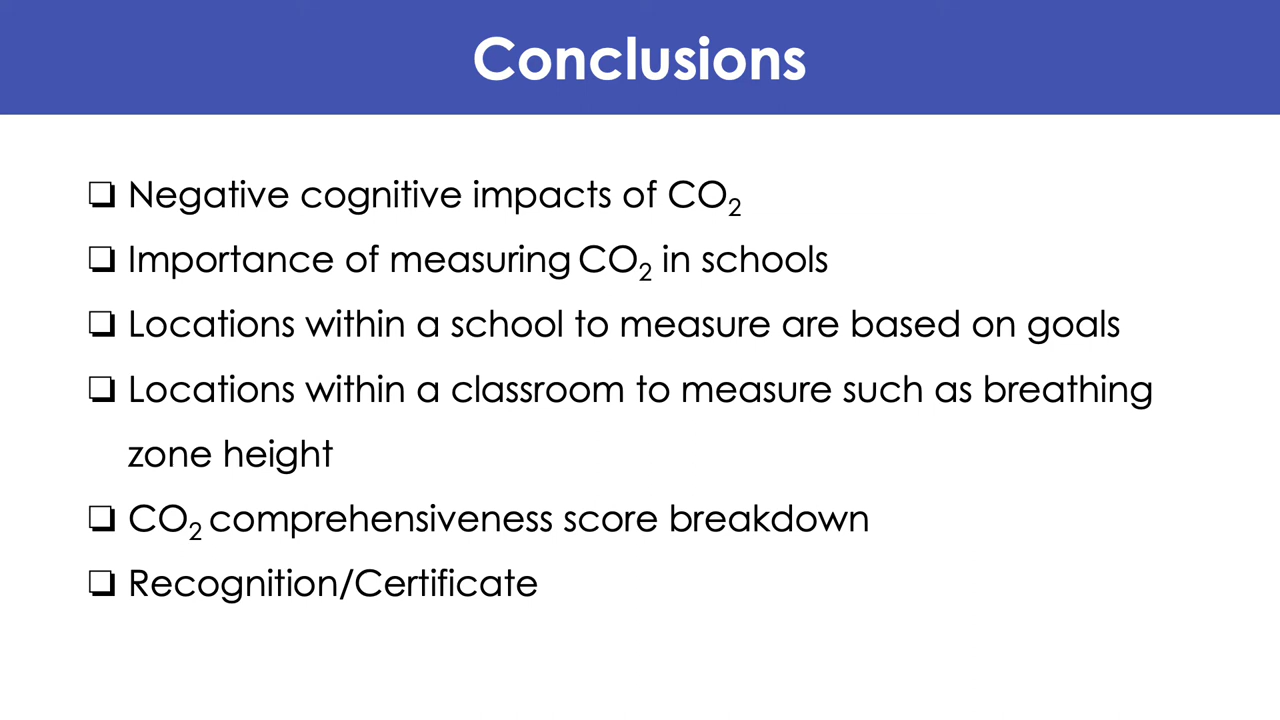 Conclusions
❏ Negative cognitive impacts of CO₂
❏ Importance of measuring CO₂ in schools
❏ Locations within a school to measure are based on goals
❏ Locations within a classroom to measure such as breathing
zone height
❏ CO₂ comprehensiveness score breakdown
❏ Recognition/Certificate